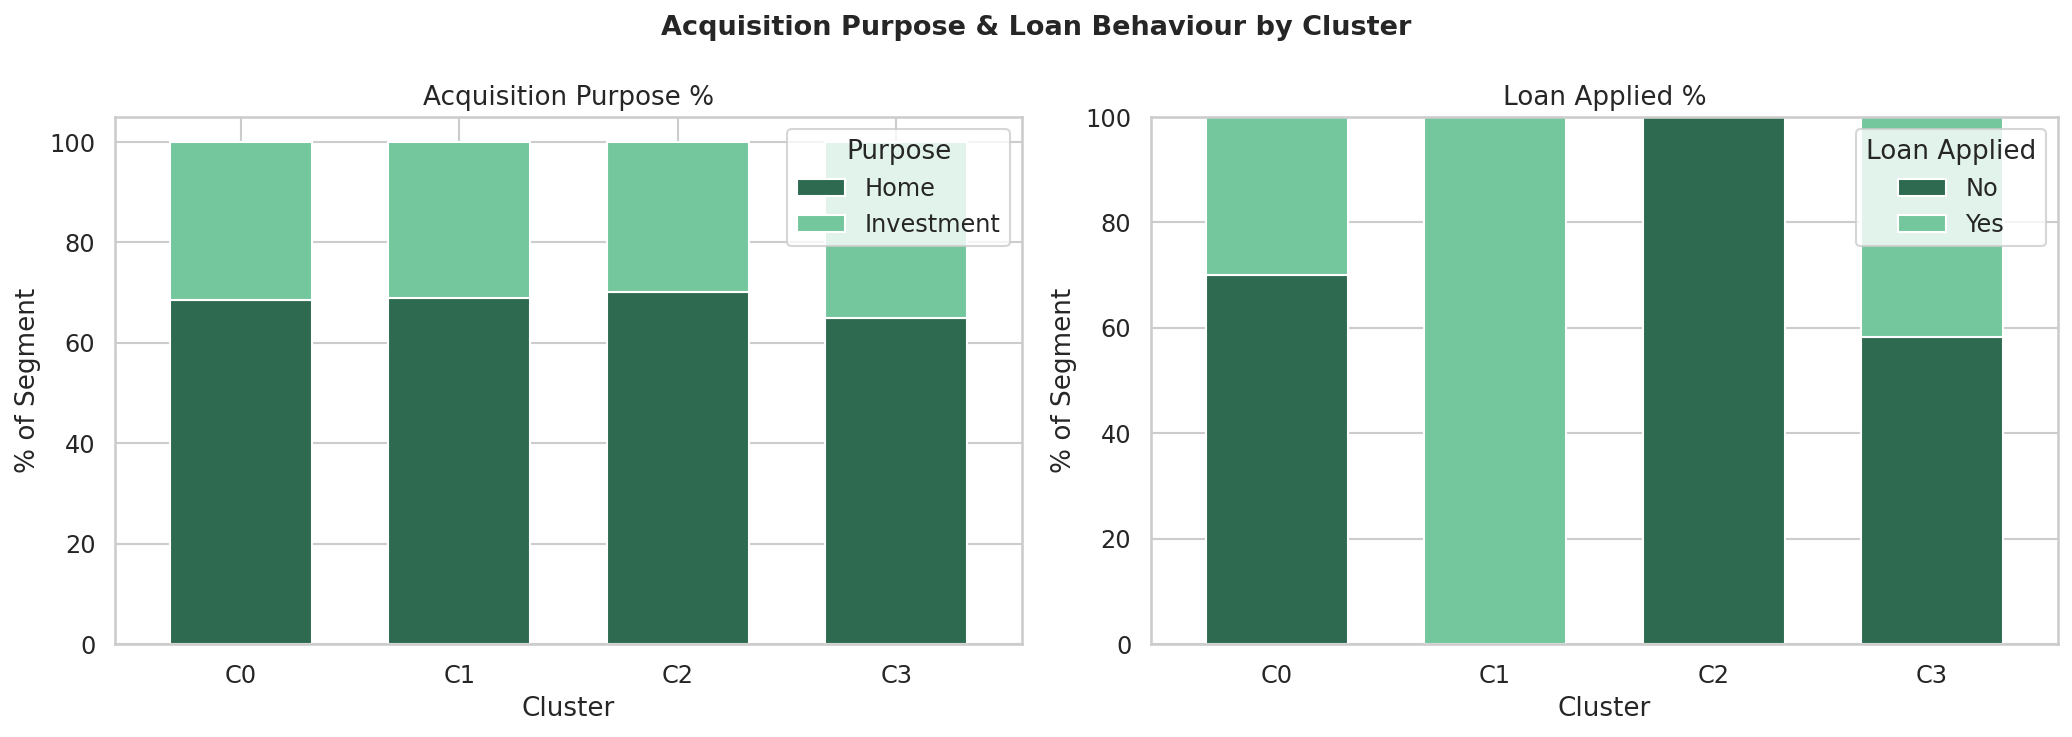 Acquisition Purpose & Loan Behaviour by Cluster
Acquisition Purpose %
% of Segment
100
80
60
40
20
0
C0 C1 C2 C3
Cluster
Purpose
Home
Investment
Loan Applied %
% of Segment
100
80
60
40
20
0
C0 C1 C2 C3
Cluster
Loan Applied
No
Yes